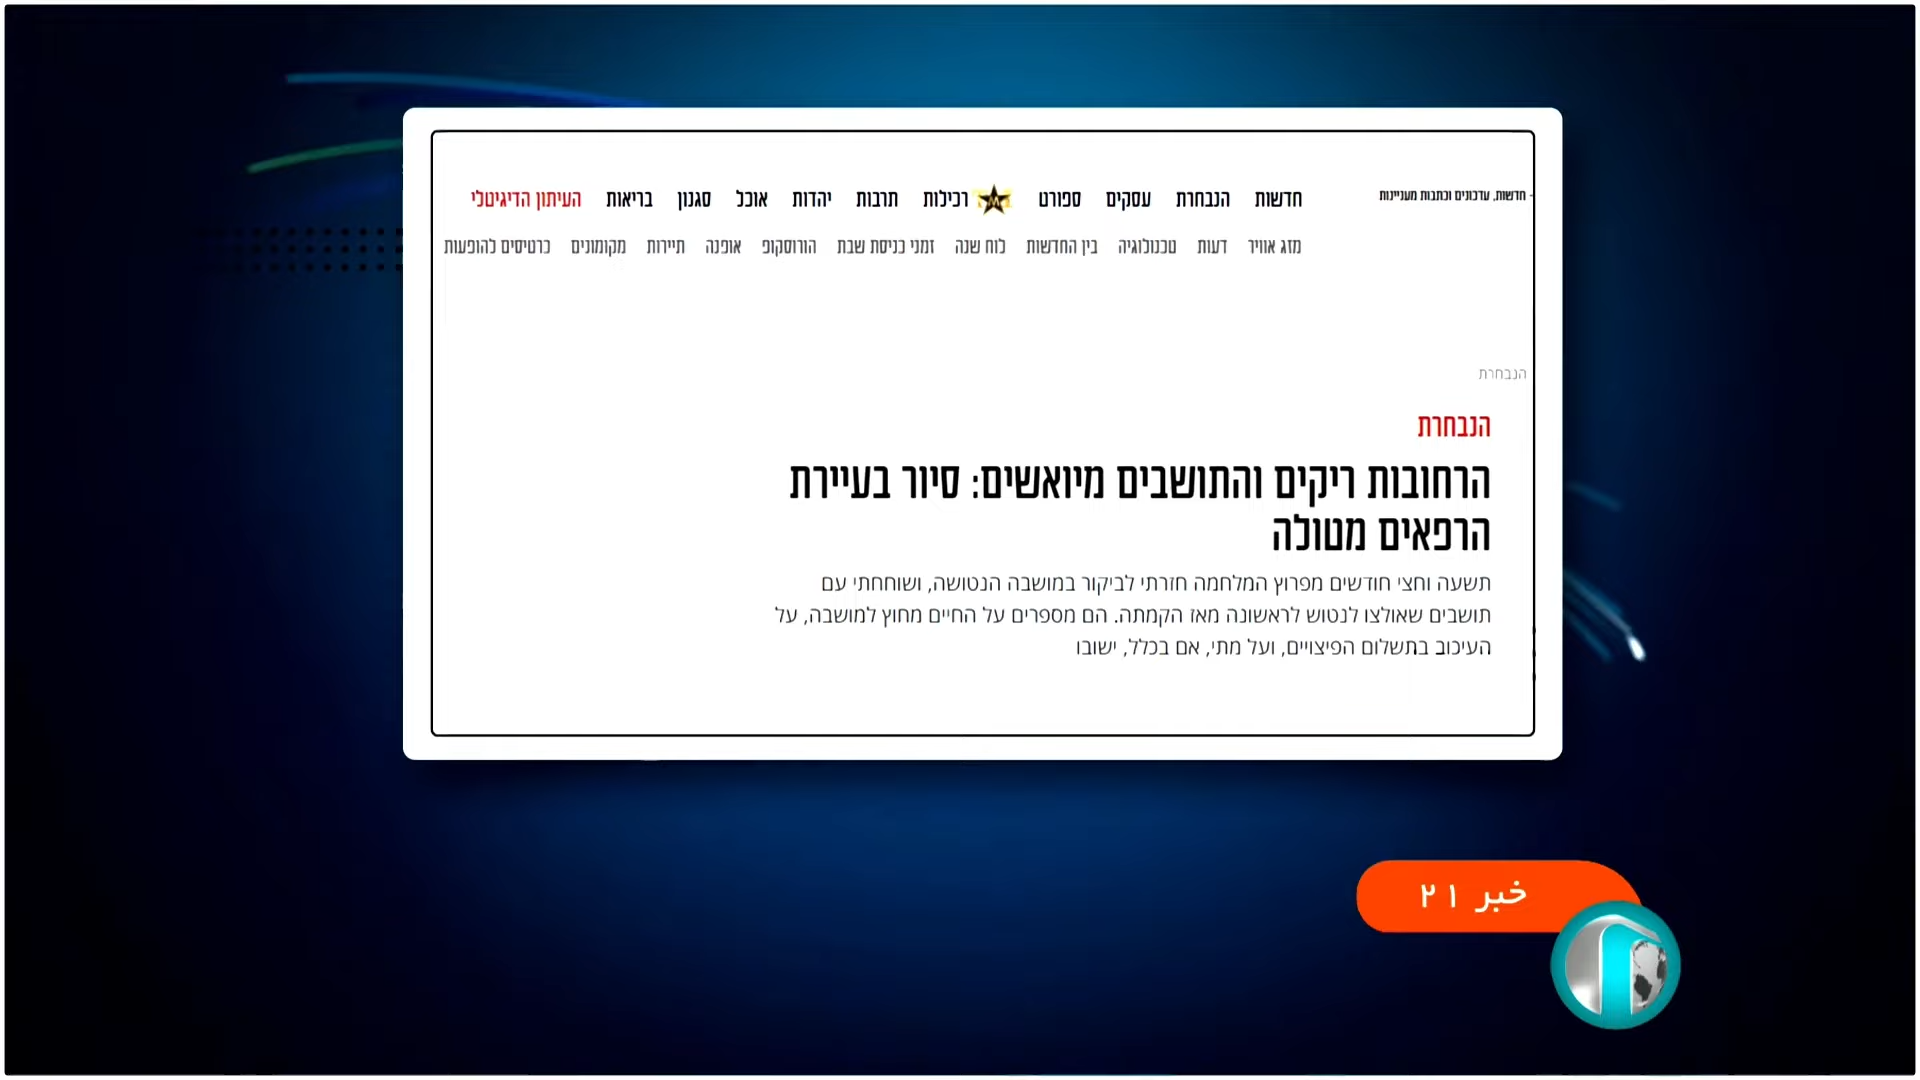 חדשות, עדכונים וכתבות מעניינות -
חדשות הנבחרת עסקים ספורט רכילות תרבות יהדות אוכל סגנון בריאות העיתון הדיגיטלי
מזג אוויר דעות טכנולוגיה בין החדשות לוח שנה זמני כניסת שבת הורוסקופ אופנה תיירות מקומונים כרטיסים להופעות
הנבחרת
הנבחרת
הרחובות ריקים והתושבים מיואשים: סיור בעיירת
הרפאים מטולה
תשעה וחצי חודשים מפרוץ המלחמה חזרתי לביקור במושבה הנטושה, ושוחחתי עם
תושבים שאולצו לנטוש לראשונה מאז הקמתה. הם מספרים על החיים מחוץ למושבה, על
העיכוב בתשלום הפיצויים, ועל מתי, אם בכלל, ישובו
خبر ۲۱